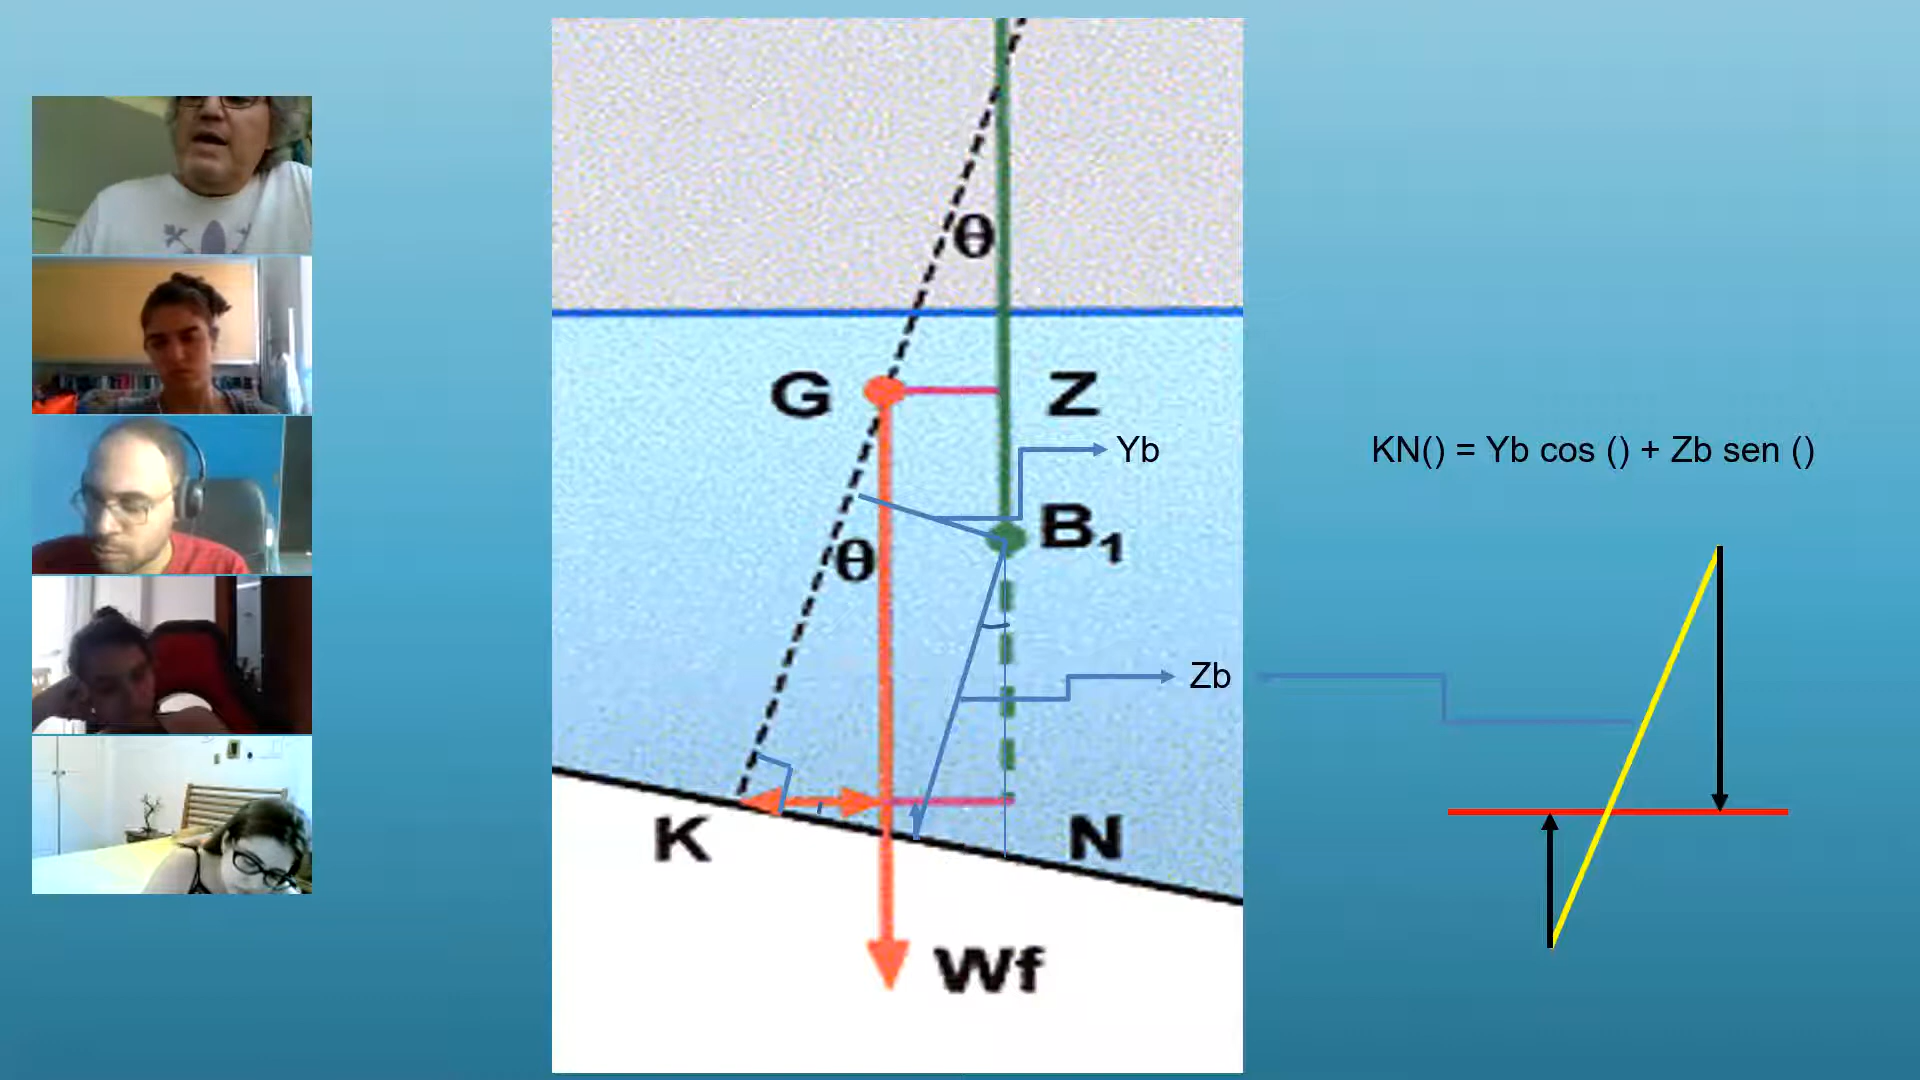 θ
G Z
Yb
KN() = Yb cos () + Zb sen ()
B₁
θ
Zb
K N
Wf